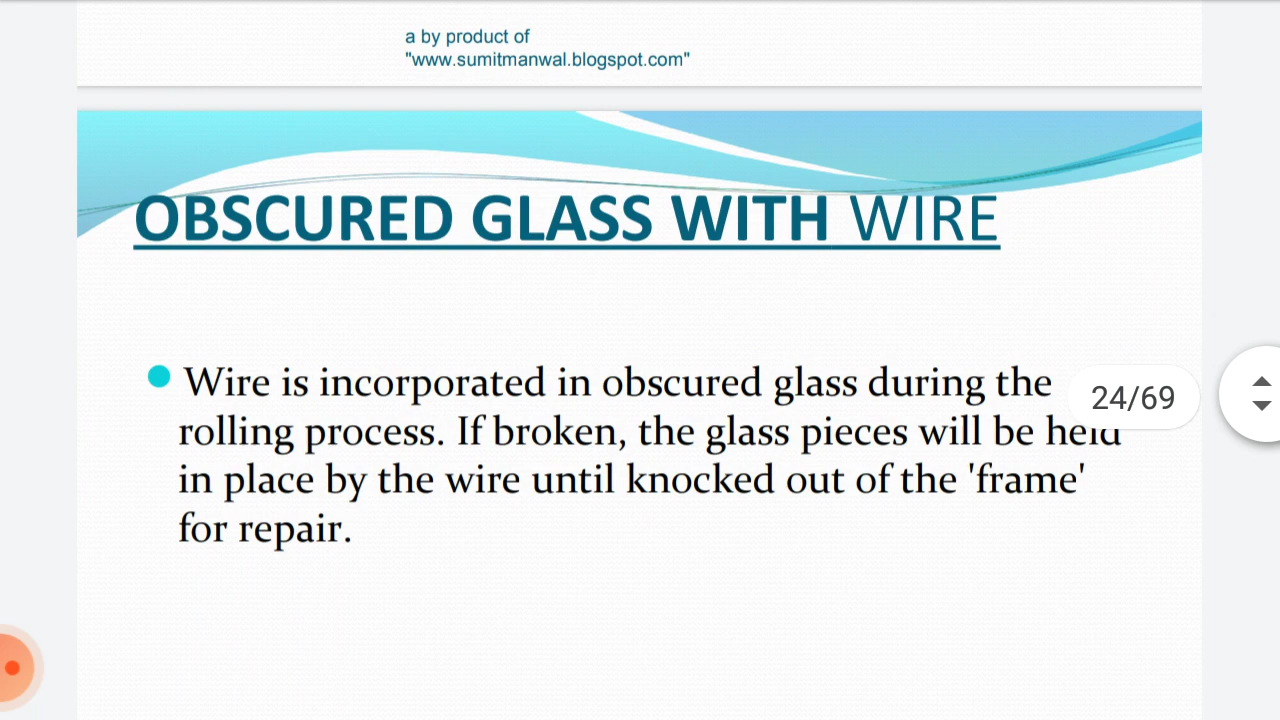 a by product of
"www.sumitmanwal.blogspot.com"
OBSCURED GLASS WITH WIRE
Wire is incorporated in obscured glass during the
24/69
rolling process. If broken, the glass pieces will be held
in place by the wire until knocked out of the 'frame'
for repair.